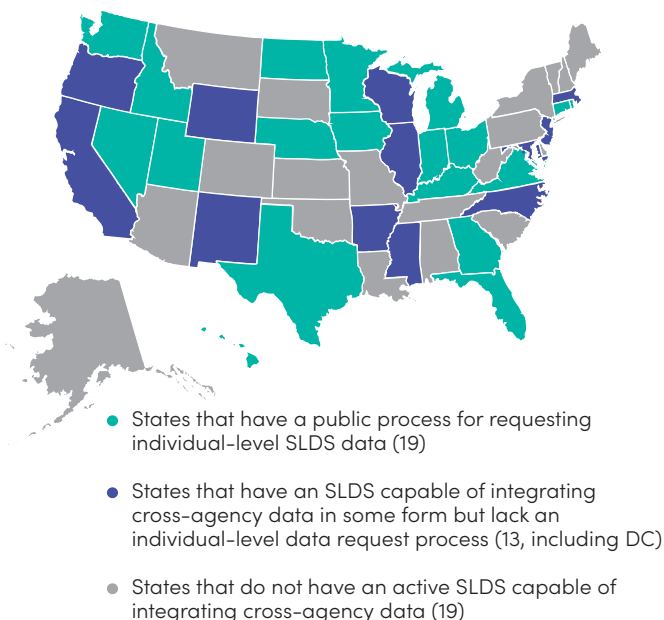 States that have a public process for requesting
individual-level SLDS data (19)
States that have an SLDS capable of integrating
cross-agency data in some form but lack an
individual-level data request process (13, including DC)
States that do not have an active SLDS capable of
integrating cross-agency data (19)